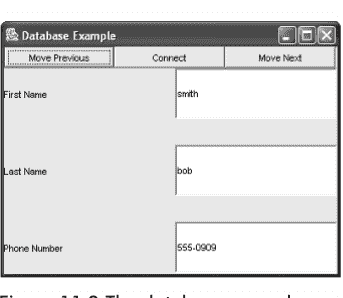 Database Example
Move Previous Connect Move Next
First Name smith
Last Name bob
Phone Number 555-0909